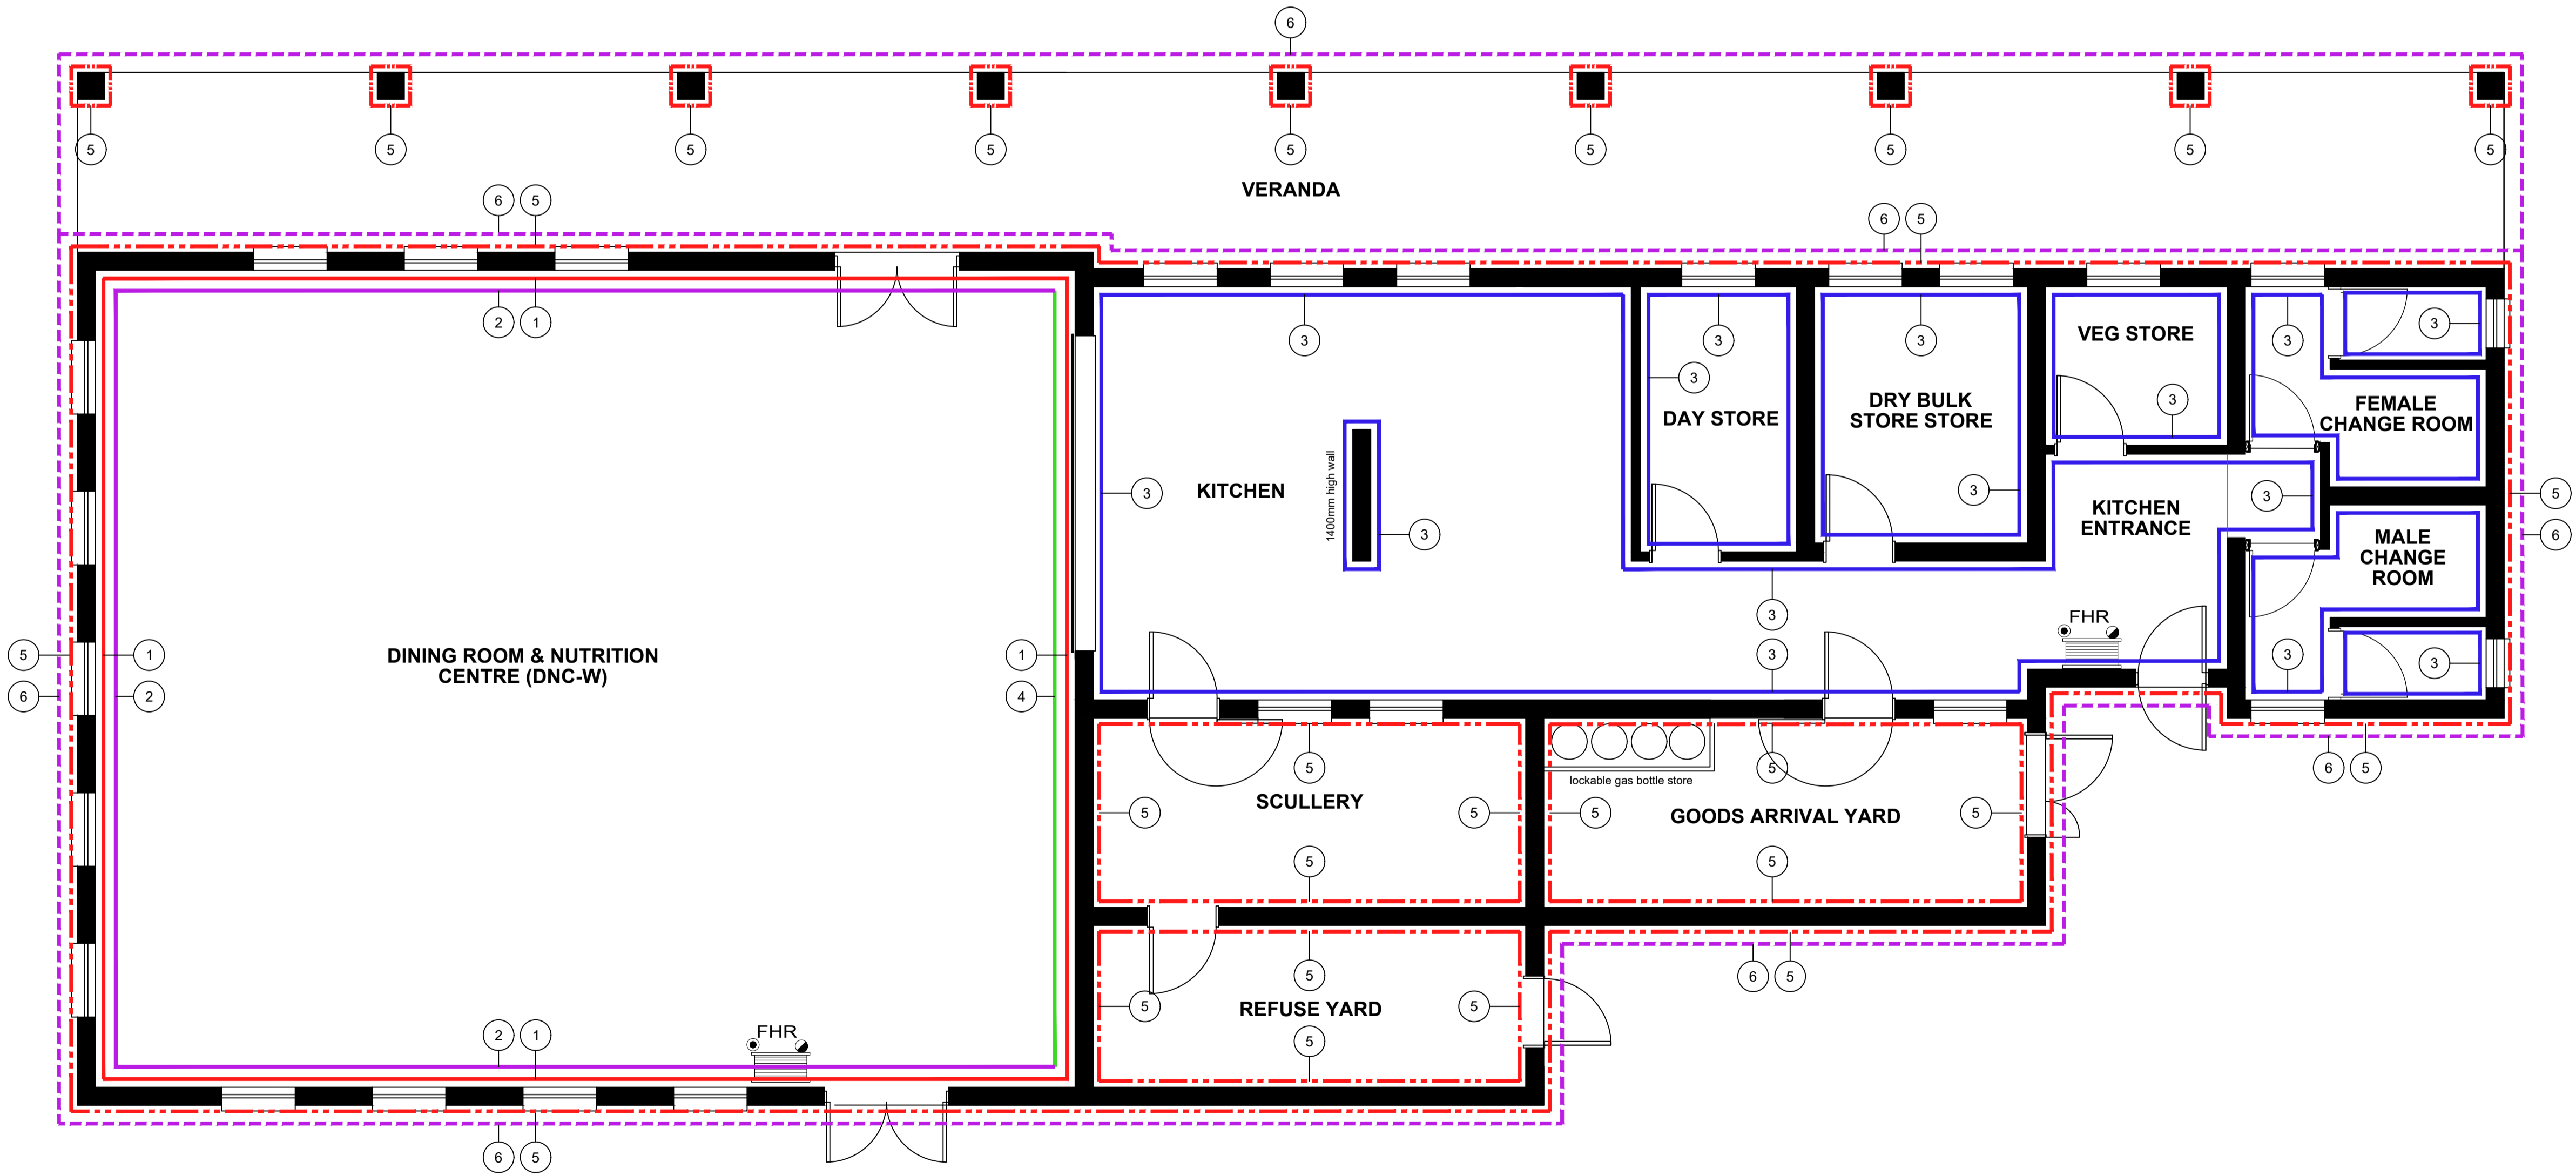 6
5
5
5
5
5
5
5
5
5
VERANDA
6
5
6
5
2
1
3
3
3
3
3
VEG STORE
3
DAY STORE
DRY BULK
STORE STORE
3
FEMALE
CHANGE ROOM
KITCHEN
1400mm high wall
3
3
3
3
KITCHEN
ENTRANCE
5
6
MALE
CHANGE
ROOM
3
FHR
5
6
1
2
DINING ROOM & NUTRITION
CENTRE (DNC-W)
1
4
3
3
3
5
5
lockable gas bottle store
6
5
SCULLERY
5
5
5
GOODS ARRIVAL YARD
5
5
5
5
6
5
REFUSE YARD
5
5
5
2
1
FHR
6
5